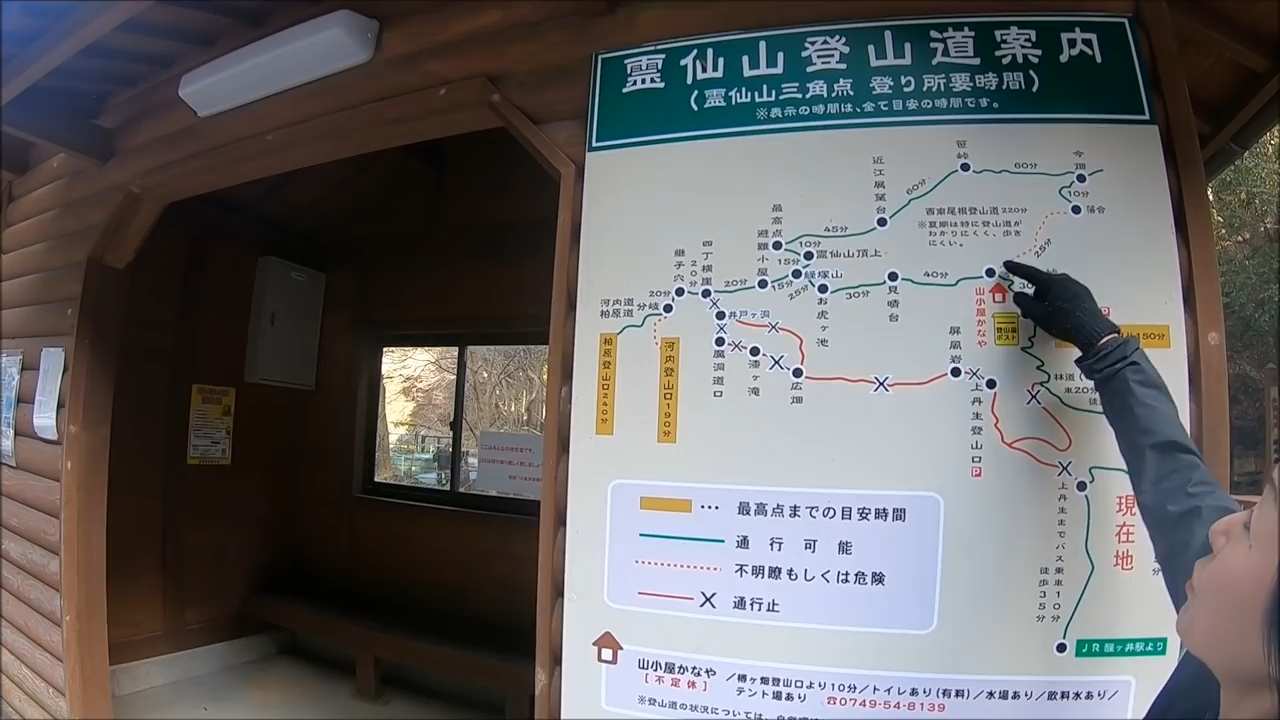 霊仙山登山道案内
(霊仙山三角点 登り所要時間)
※表示の時間は、全て目安の時間です。
笹峠
60分
今畑
近江展望台
60分
10分
落合
西南尾根登山道220分
※夏期は特に登山道が
わかりにくく、歩き
にくい。
25分
最高点
45分
避難小屋
10分
霊仙山頂上
15分
経塚山
四丁横崖
継子穴
20分
20分
15分
25分
お虎ヶ池
30分
見晴台
40分
30
山小屋かなや
登山届
ポスト
150分
20分
河内道
柏原道
分岐
柏原登山口240分
河内登山口190分
井戸ヶ洞
魔洞道口
漆ヶ滝
広畑
屏風岩
上丹生登山口
P
林道
車20分
徒
上丹生までバス乗車10分
徒歩35分
現在地
JR醒ヶ井駅より
… 最高点までの目安時間
通行可能
不明瞭もしくは危険
X 通行止
山小屋かなや
[不定休]
/樽ヶ畑登山口より10分/トイレあり(有料)/水場あり/飲料水あり/
テント場あり ☎0749-54-8139
※登山道の状況については、